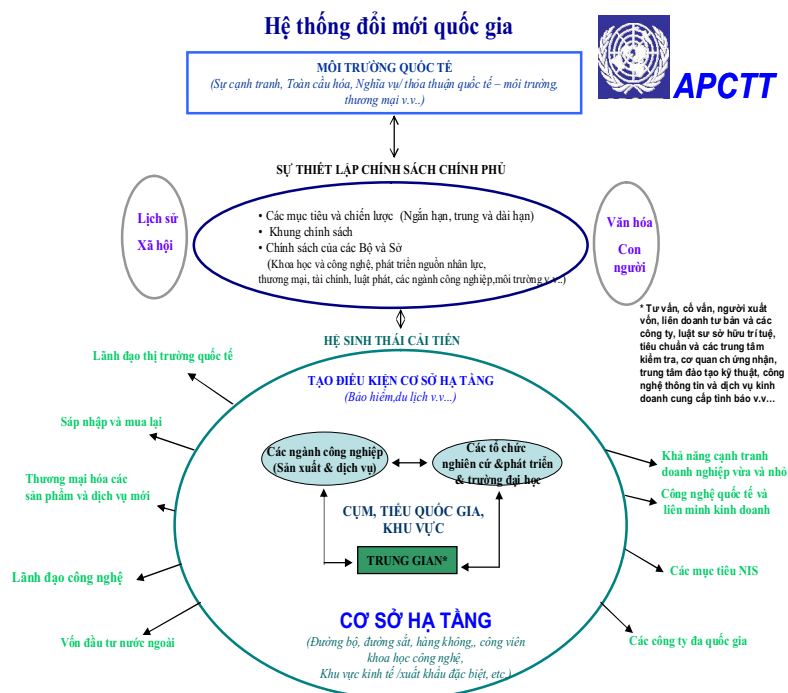 Hệ thống đổi mới quốc gia
APCTT
MÔI TRƯỜNG QUỐC TẾ
(Sự cạnh tranh, Toàn cầu hóa, Nghĩa vụ/ thỏa thuận quốc tế – môi trường,
thương mại v.v..)
SỰ THIẾT LẬP CHÍNH SÁCH CHÍNH PHỦ
Lịch sử
Xã hội
• Các mục tiêu và chiến lược (Ngắn hạn, trung và dài hạn)
• Khung chính sách
• Chính sách của các Bộ và Sở
(Khoa học và công nghệ, phát triển nguồn nhân lực,
thương mại, tài chính, luật phát, các ngành công nghiệp,môi trường v.v..)
Văn hóa
Con
người
* Tư vấn, cố vấn, người xuất
vốn, liên doanh tư bản và các
công ty, luật sư sở hữu trí tuệ,
tiêu chuẩn và các trung tâm
kiểm tra, cơ quan ch ứng nhận,
trung tâm đào tạo kỹ thuật, công
nghệ thông tin và dịch vụ kinh
doanh cung cấp tình báo v.v…
HỆ SINH THÁI CẢI TIẾN
Lãnh đạo thị trường quốc tế
TẠO ĐIỀU KIỆN CƠ SỞ HẠ TẦNG
(Bảo hiểm,du lịch v.v...)
Sáp nhập và mua lại
Các ngành công nghiệp
(Sản xuất & dịch vụ)
Các tổ chức
nghiên cứ &phát triển
& trường đại học
Khả năng cạnh tranh
doanh nghiệp vừa và nhỏ
Thương mại hóa các
sản phẩm và dịch vụ mới
Công nghệ quốc tế và
liên minh kinh doanh
CỤM, TIỂU QUỐC GIA,
KHU VỰC
TRUNG GIAN*
Lãnh đạo công nghệ
Các mục tiêu NIS
CƠ SỞ HẠ TẦNG
(Đường bộ, đường sắt, hàng không,, công viên
khoa học công nghệ,
Khu vực kinh tế /xuất khẩu đặc biệt, etc.)
Vốn đầu tư nước ngoài
Các công ty đa quốc gia